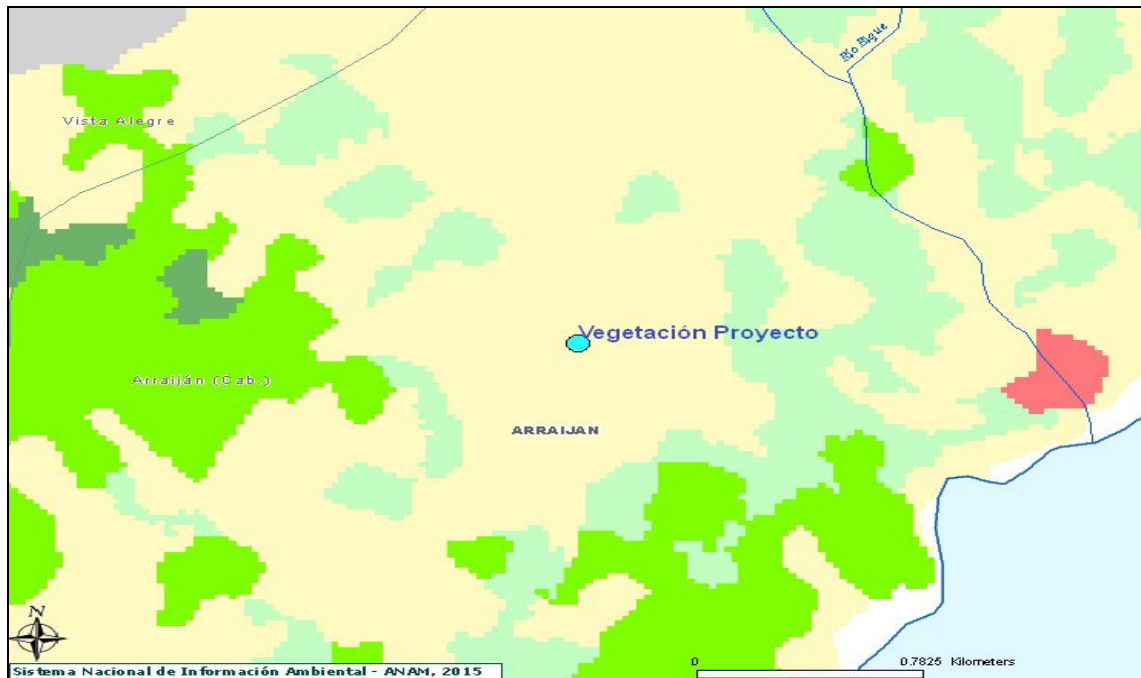 Río Bique
Vista Alegre
Vegetación Proyecto
Arraiján (Cab.)
ARRAIJAN
N
0 0.7825 Kilometers
Sistema Nacional de Información Ambiental - ANAM, 2015